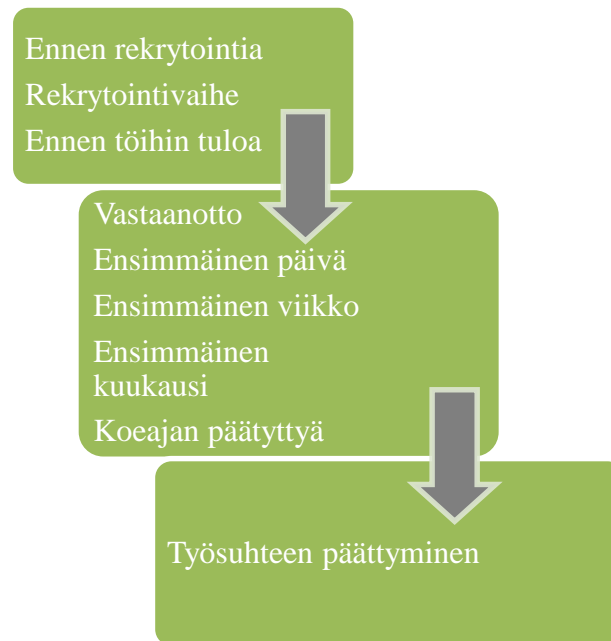 Ennen rekrytointia
Rekrytointivaihe
Ennen töihin tuloa
Vastaanotto
Ensimmäinen päivä
Ensimmäinen viikko
Ensimmäinen
kuukausi
Koeajan päätyttyä
Työsuhteen päättyminen